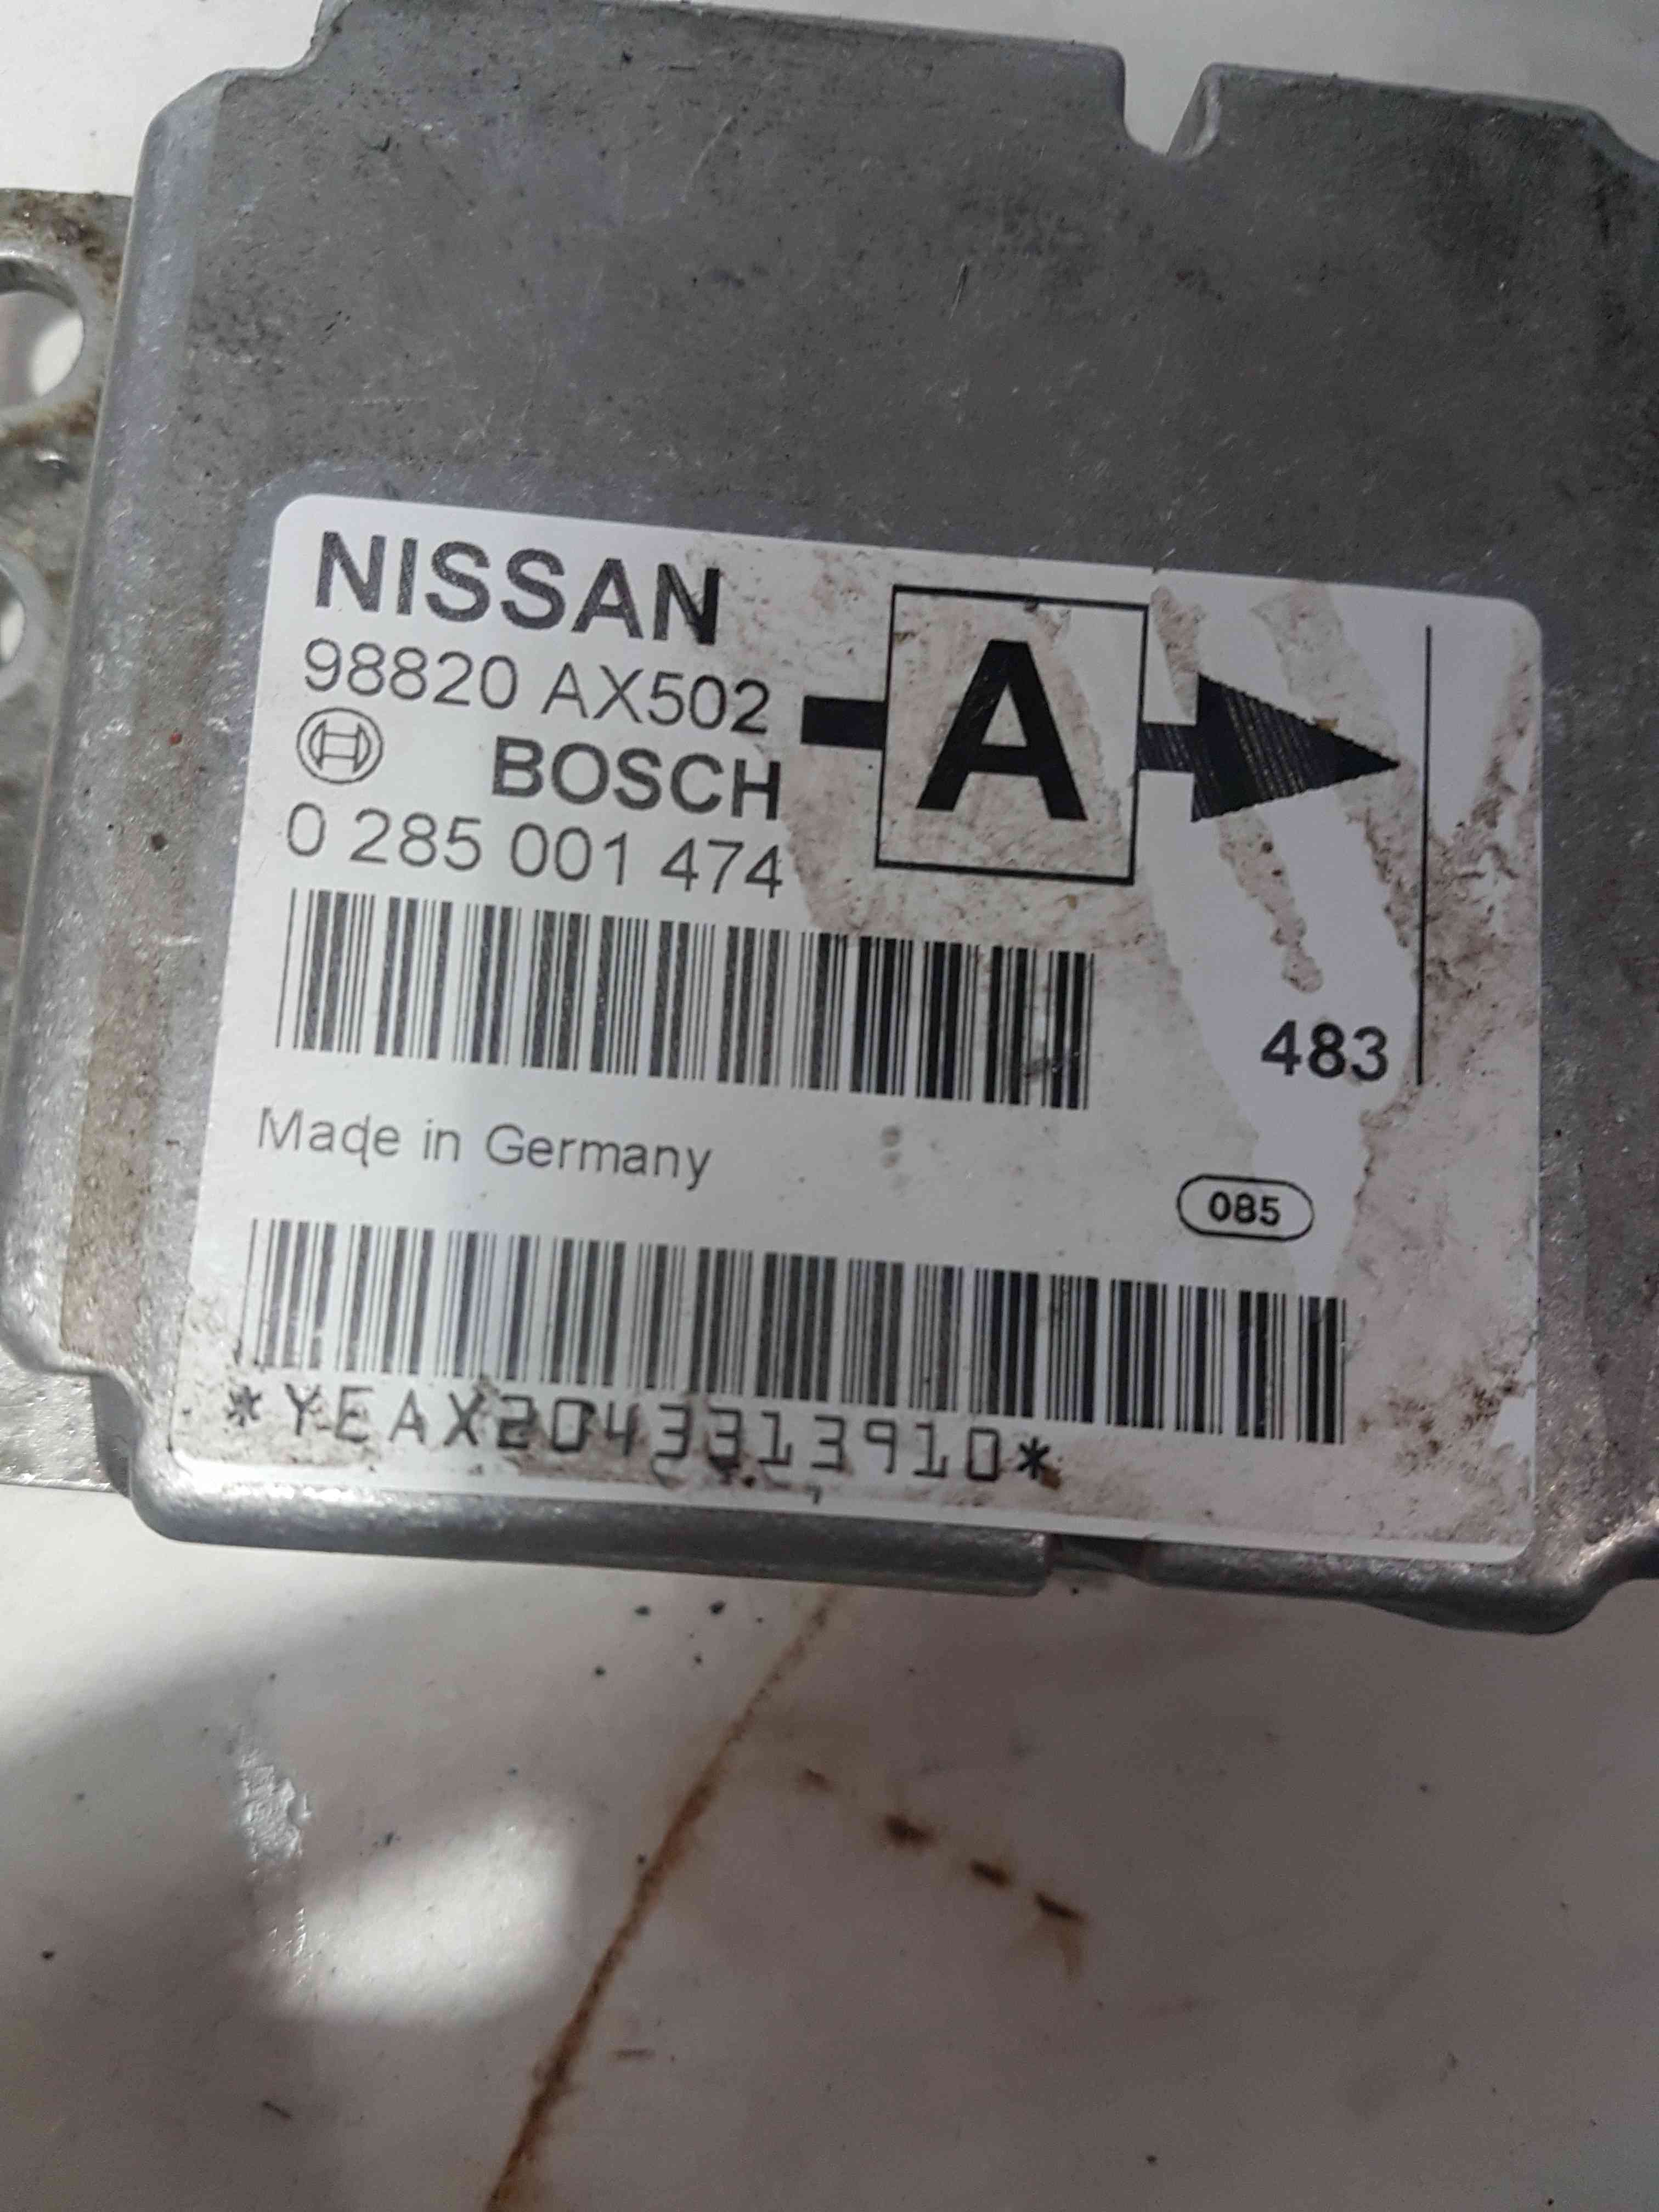 NISSAN
98820 AX502
A
BOSCH
0 285 001 474
483
Made in Germany
085
*YEAX2043313910*